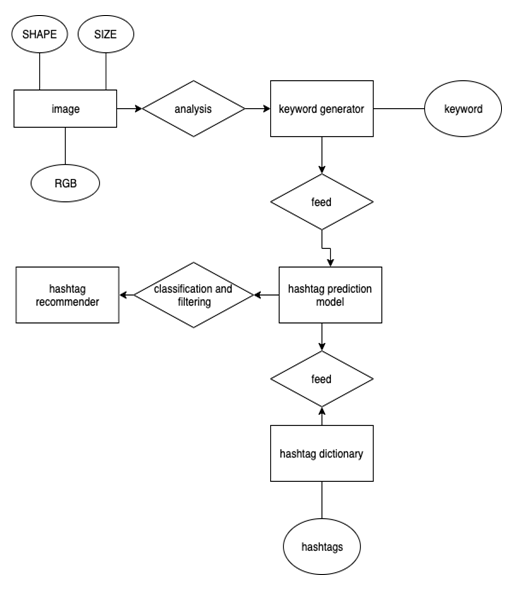 SHAPE
SIZE
image
analysis
keyword generator
keyword
RGB
feed
hashtag
recommender
classification and
filtering
hashtag prediction
model
feed
hashtag dictionary
hashtags